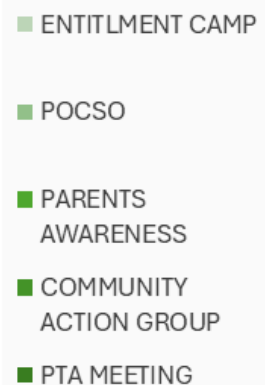 ENTITLMENT CAMP
POCSO
PARENTS
AWARENESS
COMMUNITY
ACTION GROUP
PTA MEETING